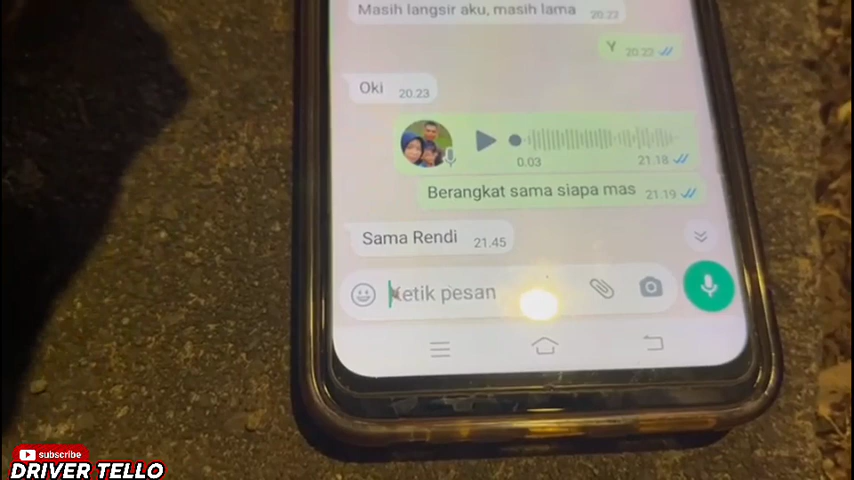 Masih langsir aku, masih lama 20.23
Y 20.23
Oki 20.23
0.03 21.18
Berangkat sama siapa mas 21.19
Sama Rendi 21.45
Ketik pesan
subscribe
DRIVER TELLO